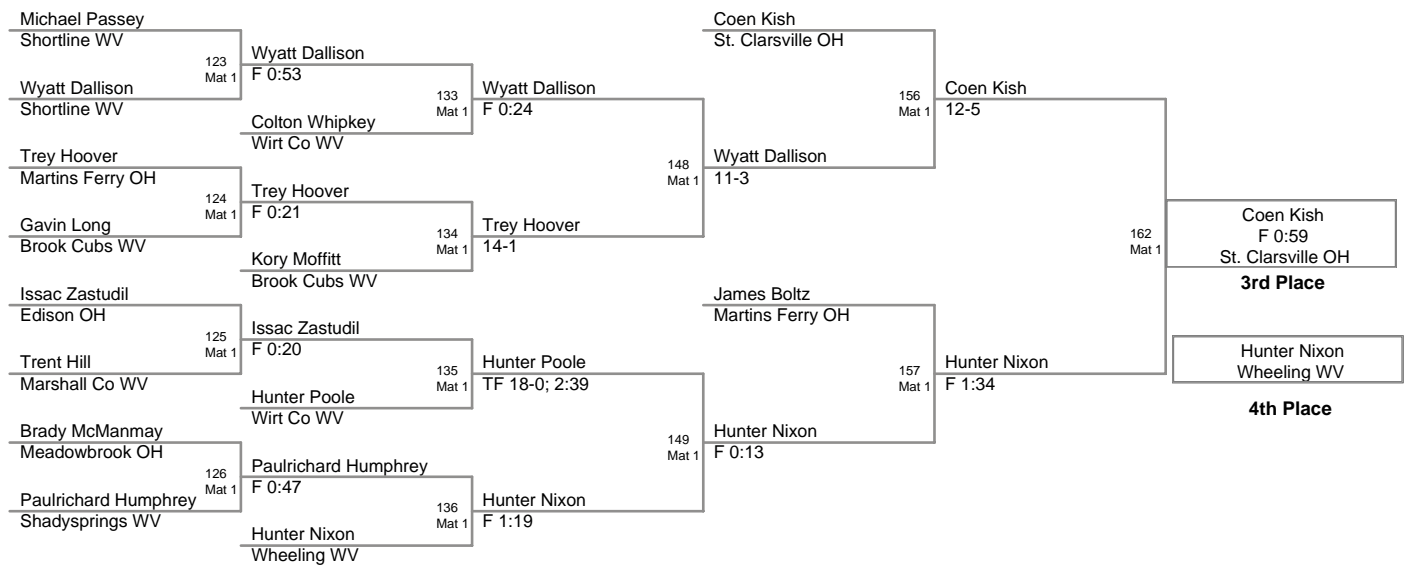 Michael Passey
Shortline WV
123
Mat 1
Wyatt Dallison
Shortline WV
Wyatt Dallison
F 0:53
133
Mat 1
Colton Whipkey
Wirt Co WV
Wyatt Dallison
F 0:24
Trey Hoover
Martins Ferry OH
124
Mat 1
Gavin Long
Brook Cubs WV
Trey Hoover
F 0:21
134
Mat 1
Kory Moffitt
Brook Cubs WV
Trey Hoover
14-1
148
Mat 1
Coen Kish
St. Clarsville OH
156
Mat 1
Wyatt Dallison
11-3
Coen Kish
12-5
Issac Zastudil
Edison OH
125
Mat 1
Trent Hill
Marshall Co WV
Issac Zastudil
F 0:20
135
Mat 1
Hunter Poole
Wirt Co WV
Hunter Poole
TF 18-0; 2:39
Brady McManmay
Meadowbrook OH
126
Mat 1
Paulrichard Humphrey
Shadysprings WV
Paulrichard Humphrey
F 0:47
136
Mat 1
Hunter Nixon
Wheeling WV
Hunter Nixon
F 1:19
149
Mat 1
James Boltz
Martins Ferry OH
157
Mat 1
Hunter Nixon
F 0:13
Hunter Nixon
F 1:34
162
Mat 1
Coen Kish
F 0:59
St. Clarsville OH
3rd Place
Hunter Nixon
Wheeling WV
4th Place